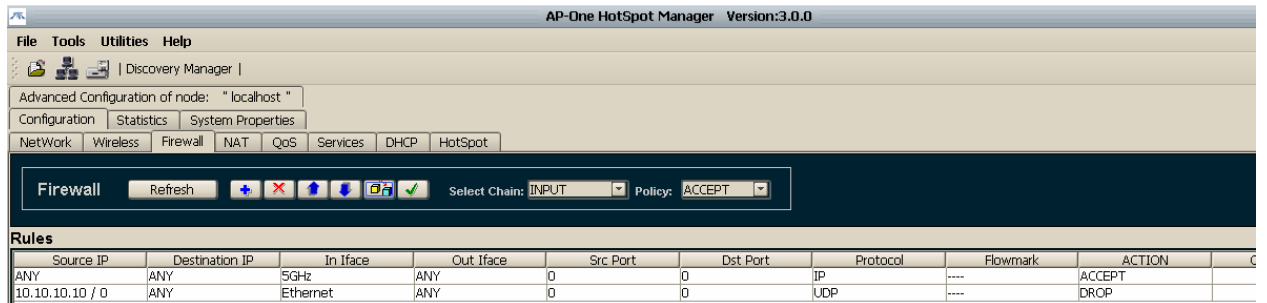 AP-One HotSpot Manager Version:3.0.0
File Tools Utilities Help
| Discovery Manager |
Advanced Configuration of node: " localhost "
Configuration Statistics System Properties
NetWork Wireless Firewall NAT QoS Services DHCP HotSpot
Firewall Refresh Select Chain: INPUT Policy: ACCEPT
Rules
Source IP Destination IP In Iface Out Iface Src Port Dst Port Protocol Flowmark ACTION
ANY ANY 5GHz ANY 0 0 IP ---- ACCEPT
10.10.10.10 / 0 ANY Ethernet ANY 0 0 UDP ---- DROP